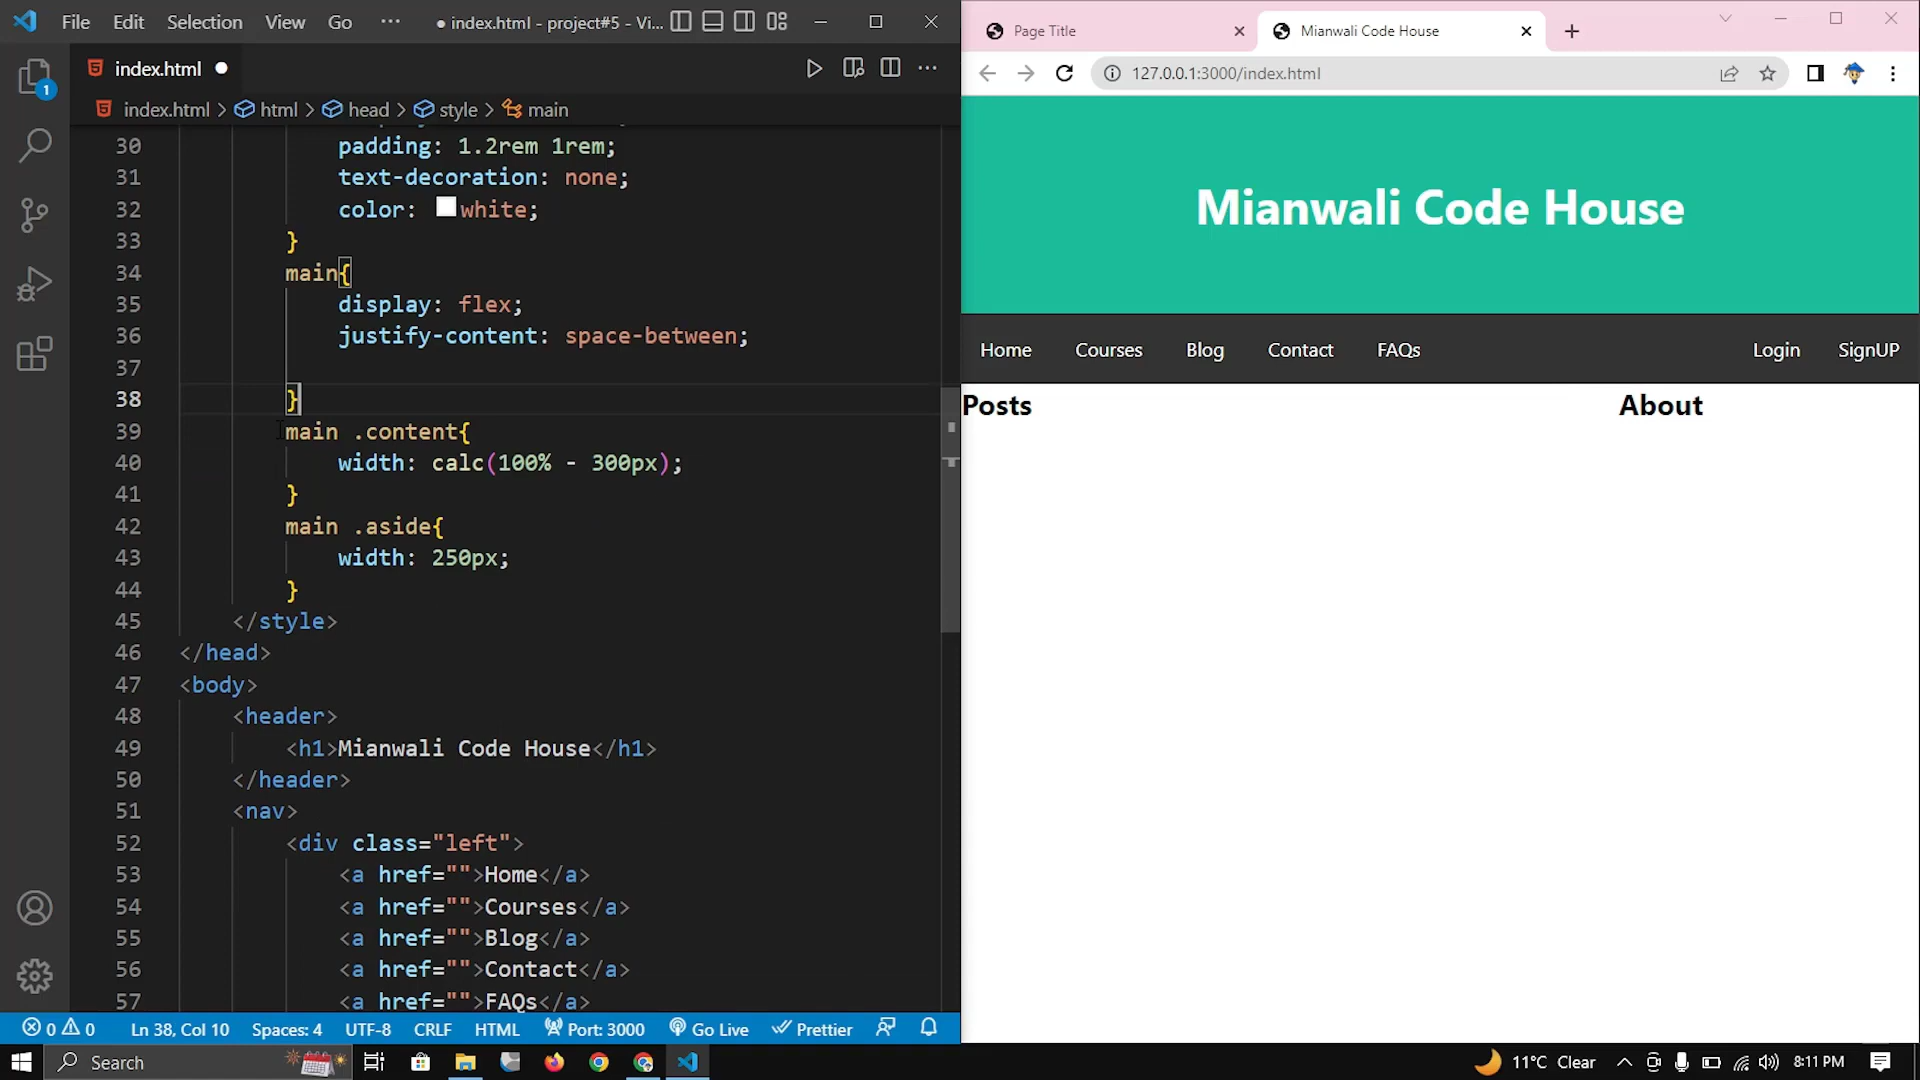 File Edit Selection View Go ··· ● index.html - project#5 - Vi...
index.html ●
index.html > html > head > style > main
30 padding: 1.2rem 1rem;
31 text-decoration: none;
32 color: white;
33 }
34 main{
35 display: flex;
36 justify-content: space-between;
37
38 }
39 main .content{
40 width: calc(100% - 300px);
41 }
42 main .aside{
43 width: 250px;
44 }
45 </style>
46 </head>
47 <body>
48 <header>
49 <h1>Mianwali Code House</h1>
50 </header>
51 <nav>
52 <div class="left">
53 <a href="">Home</a>
54 <a href="">Courses</a>
55 <a href="">Blog</a>
56 <a href="">Contact</a>
57 <a href="">FAQs</a>
1
0 0 Ln 38, Col 10 Spaces: 4 UTF-8 CRLF HTML Port: 3000 Go Live Prettier
Page Title Mianwali Code House
127.0.0.1:3000/index.html
Mianwali Code House
Home Courses Blog Contact FAQs Login SignUP
Posts About
Search 11°C Clear 8:11 PM